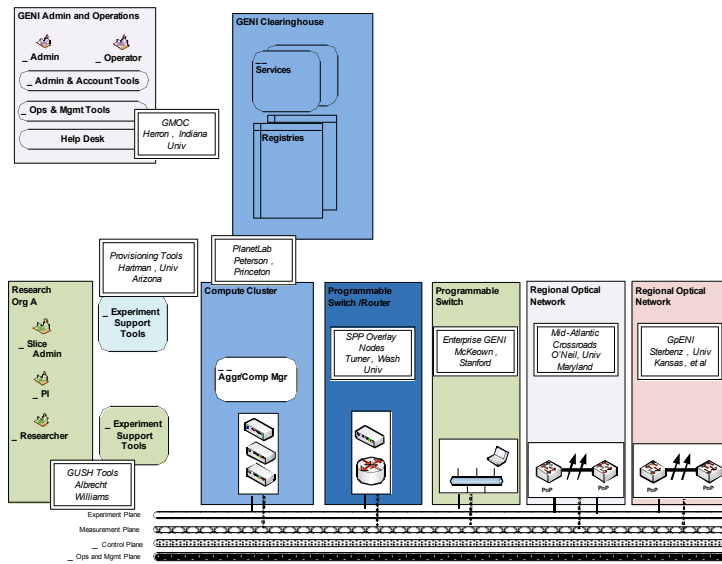 GENI Admin and Operations
_ Admin
_ Operator
_ Admin & Account Tools
_ Ops & Mgmt Tools
Help Desk
GMOC
Herron , Indiana
Univ
GENI Clearinghouse
Services
Registries
Provisioning Tools
Hartman , Univ
Arizona
PlanetLab
Peterson ,
Princeton
Research
Org A
_ Slice
Admin
_ PI
_ Researcher
_ Experiment
Support
Tools
_ Experiment
Support
Tools
GUSH Tools
Albrecht
Williams
Compute Cluster
Aggr/Comp Mgr
Programmable
Switch /Router
SPP Overlay
Nodes
Turner , Wash
Univ
Programmable
Switch
Enterprise GENI
McKeown ,
Stanford
Regional Optical
Network
Mid-Atlantic
Crossroads
O'Neil, Univ
Maryland
PoP
PoP
Regional Optical
Network
GpENI
Sterbenz , Univ
Kansas, et al
PoP
PoP
Experiment Plane
Measurement Plane
_ Control Plane
_ Ops and Mgmt Plane